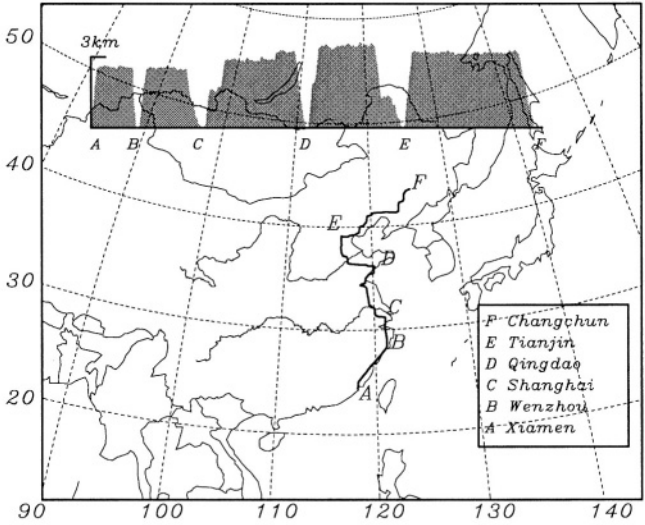 50
3km
A B C D E F
40
F
E
D
30
C
F Changchun
E Tianjin
D Qingdao
C Shanghai
B Wenzhou
A Xiamen
B
A
20
90 100 110 120 130 140